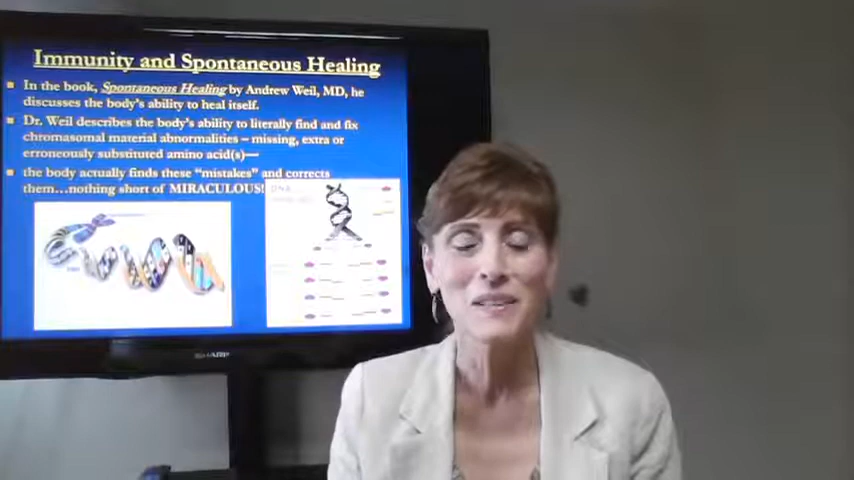 Immunity and Spontaneous Healing
In the book, Spontaneous Healing by Andrew Weil, MD, he
discusses the body's ability to heal itself.
Dr. Weil describes the body's ability to literally find and fix
chromasomal material abnormalities – missing, extra or
erroneously substituted amino acid(s)—
the body actually finds these "mistakes" and corrects
them…nothing short of MIRACULOUS!
DNA
SHARP